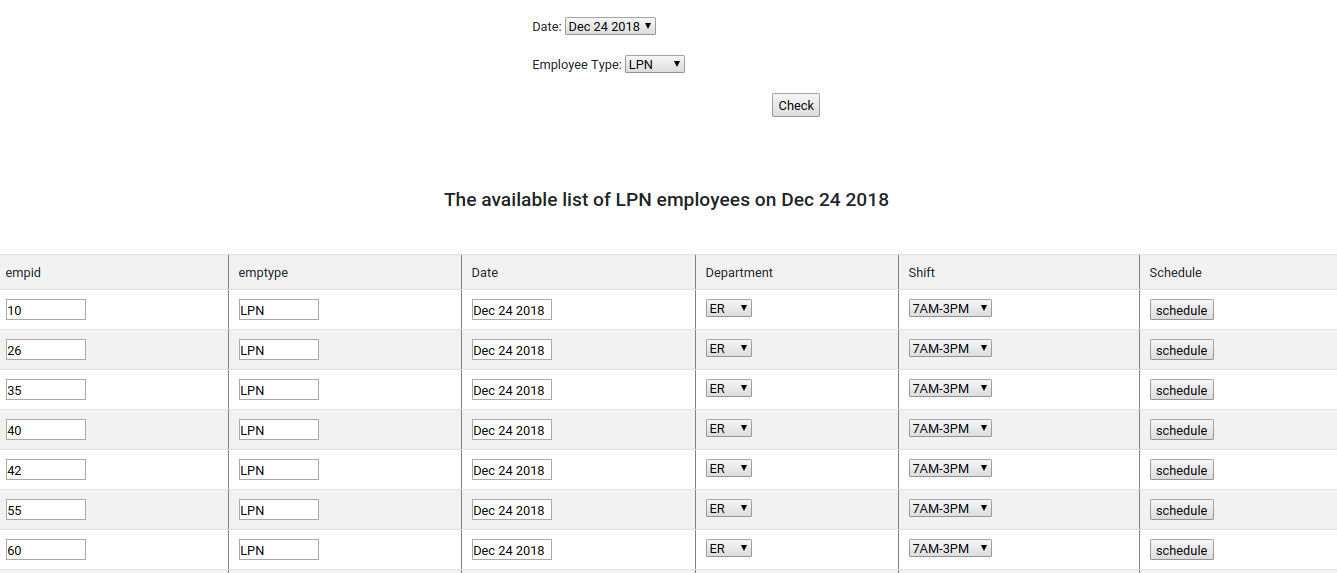 Date: Dec 24 2018
Employee Type: LPN
Check
The available list of LPN employees on Dec 24 2018
empid emptype Date Department Shift Schedule
10 LPN Dec 24 2018 ER 7AM-3PM schedule
26 LPN Dec 24 2018 ER 7AM-3PM schedule
35 LPN Dec 24 2018 ER 7AM-3PM schedule
40 LPN Dec 24 2018 ER 7AM-3PM schedule
42 LPN Dec 24 2018 ER 7AM-3PM schedule
55 LPN Dec 24 2018 ER 7AM-3PM schedule
60 LPN Dec 24 2018 ER 7AM-3PM schedule